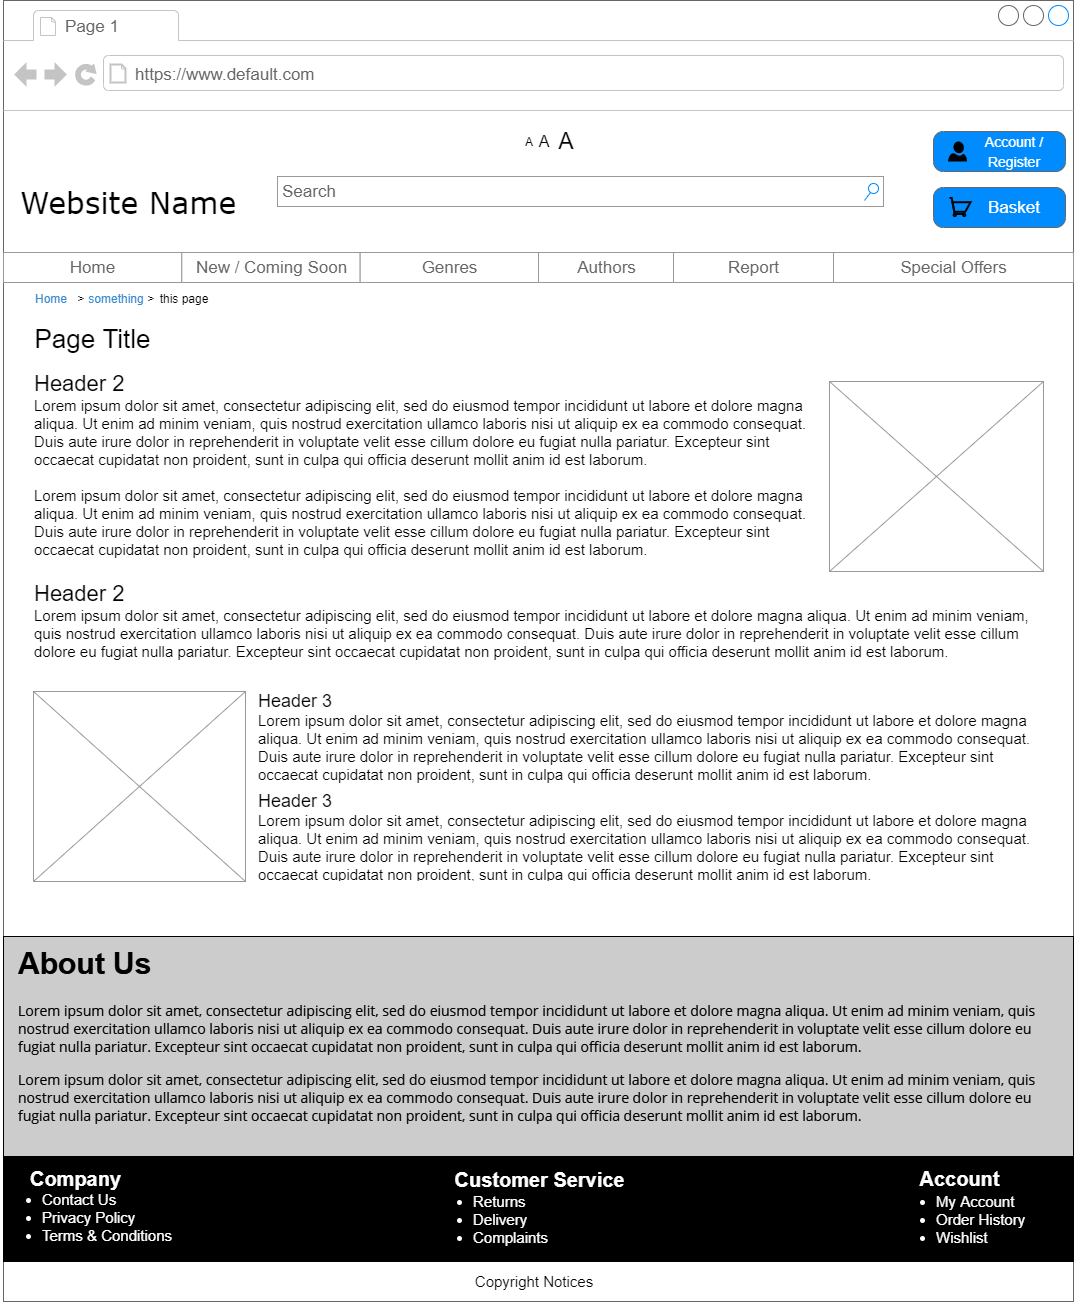 Page 1
https://www.default.com
A A A
Account /
Register
Website Name
Search
Basket
Home New / Coming Soon Genres Authors Report Special Offers
Home > something > this page
Page Title
Header 2
Lorem ipsum dolor sit amet, consectetur adipiscing elit, sed do eiusmod tempor incididunt ut labore et dolore magna
aliqua. Ut enim ad minim veniam, quis nostrud exercitation ullamco laboris nisi ut aliquip ex ea commodo consequat.
Duis aute irure dolor in reprehenderit in voluptate velit esse cillum dolore eu fugiat nulla pariatur. Excepteur sint
occaecat cupidatat non proident, sunt in culpa qui officia deserunt mollit anim id est laborum.
Lorem ipsum dolor sit amet, consectetur adipiscing elit, sed do eiusmod tempor incididunt ut labore et dolore magna
aliqua. Ut enim ad minim veniam, quis nostrud exercitation ullamco laboris nisi ut aliquip ex ea commodo consequat.
Duis aute irure dolor in reprehenderit in voluptate velit esse cillum dolore eu fugiat nulla pariatur. Excepteur sint
occaecat cupidatat non proident, sunt in culpa qui officia deserunt mollit anim id est laborum.
Header 2
Lorem ipsum dolor sit amet, consectetur adipiscing elit, sed do eiusmod tempor incididunt ut labore et dolore magna aliqua. Ut enim ad minim veniam,
quis nostrud exercitation ullamco laboris nisi ut aliquip ex ea commodo consequat. Duis aute irure dolor in reprehenderit in voluptate velit esse cillum
dolore eu fugiat nulla pariatur. Excepteur sint occaecat cupidatat non proident, sunt in culpa qui officia deserunt mollit anim id est laborum.
Header 3
Lorem ipsum dolor sit amet, consectetur adipiscing elit, sed do eiusmod tempor incididunt ut labore et dolore magna
aliqua. Ut enim ad minim veniam, quis nostrud exercitation ullamco laboris nisi ut aliquip ex ea commodo consequat.
Duis aute irure dolor in reprehenderit in voluptate velit esse cillum dolore eu fugiat nulla pariatur. Excepteur sint
occaecat cupidatat non proident, sunt in culpa qui officia deserunt mollit anim id est laborum.
Header 3
Lorem ipsum dolor sit amet, consectetur adipiscing elit, sed do eiusmod tempor incididunt ut labore et dolore magna
aliqua. Ut enim ad minim veniam, quis nostrud exercitation ullamco laboris nisi ut aliquip ex ea commodo consequat.
Duis aute irure dolor in reprehenderit in voluptate velit esse cillum dolore eu fugiat nulla pariatur. Excepteur sint
occaecat cupidatat non proident, sunt in culpa qui officia deserunt mollit anim id est laborum.
About Us
Lorem ipsum dolor sit amet, consectetur adipiscing elit, sed do eiusmod tempor incididunt ut labore et dolore magna aliqua. Ut enim ad minim veniam, quis
nostrud exercitation ullamco laboris nisi ut aliquip ex ea commodo consequat. Duis aute irure dolor in reprehenderit in voluptate velit esse cillum dolore eu
fugiat nulla pariatur. Excepteur sint occaecat cupidatat non proident, sunt in culpa qui officia deserunt mollit anim id est laborum.
Lorem ipsum dolor sit amet, consectetur adipiscing elit, sed do eiusmod tempor incididunt ut labore et dolore magna aliqua. Ut enim ad minim veniam, quis
nostrud exercitation ullamco laboris nisi ut aliquip ex ea commodo consequat. Duis aute irure dolor in reprehenderit in voluptate velit esse cillum dolore eu
fugiat nulla pariatur. Excepteur sint occaecat cupidatat non proident, sunt in culpa qui officia deserunt mollit anim id est laborum.
Company
• Contact Us
• Privacy Policy
• Terms & Conditions
Customer Service
• Returns
• Delivery
• Complaints
Account
• My Account
• Order History
• Wishlist
Copyright Notices